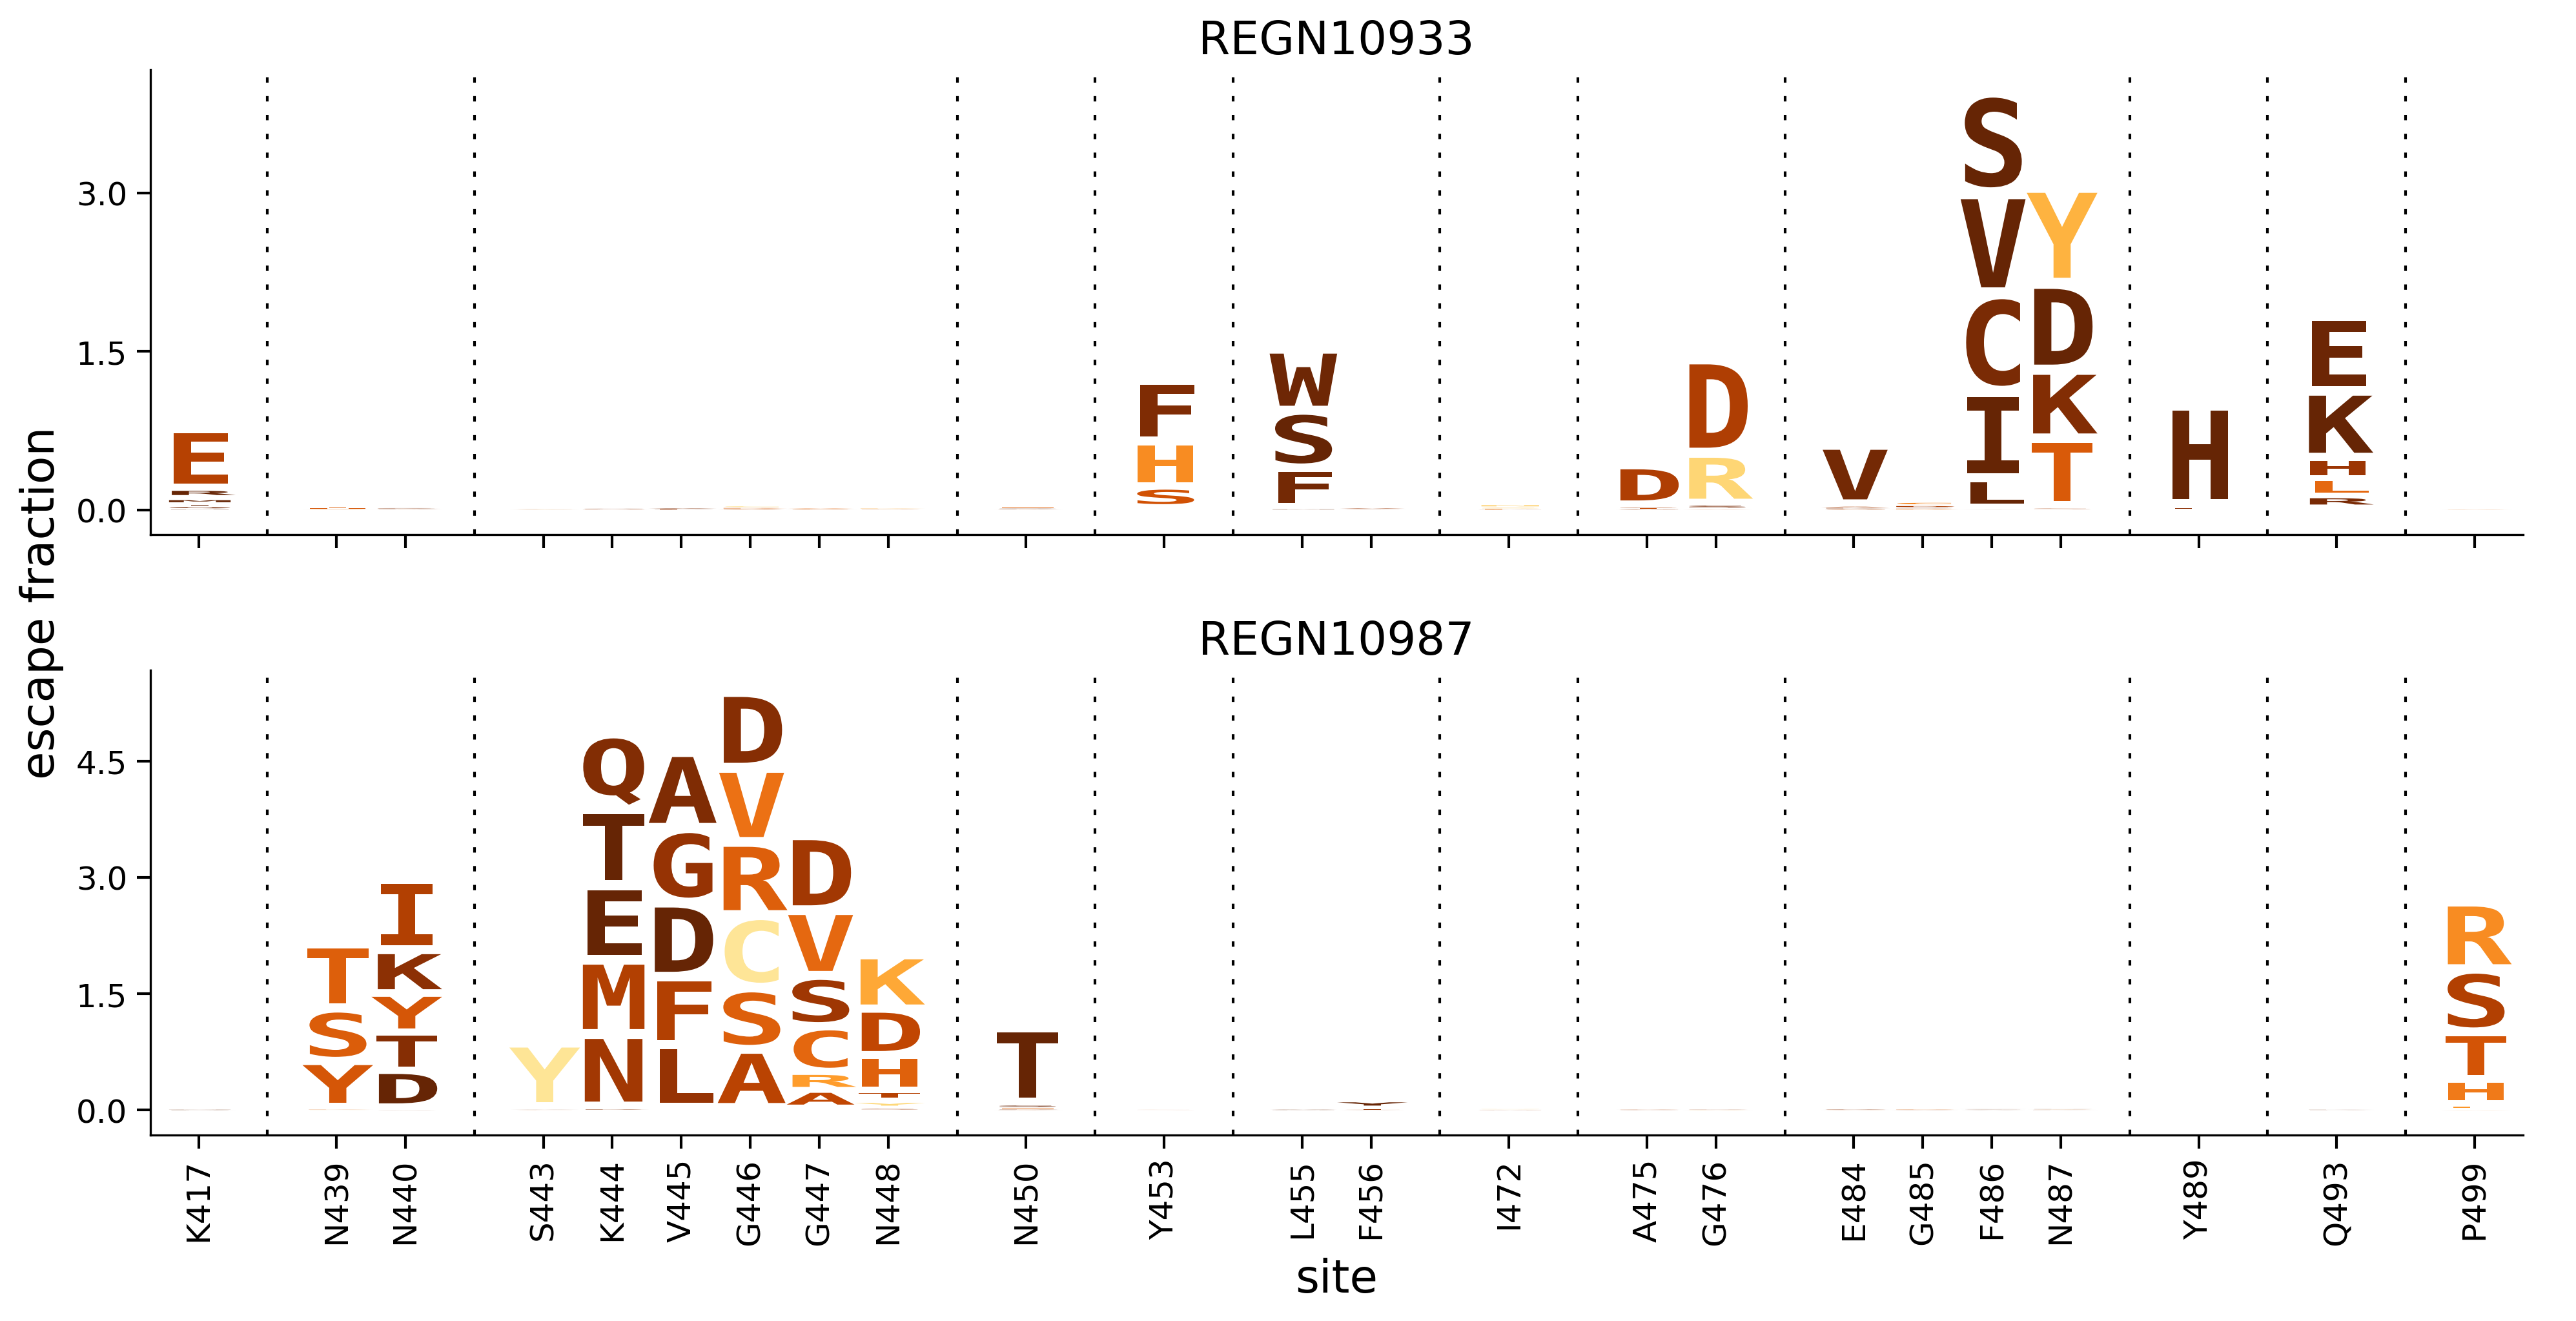 REGN10933
escape fraction
3.0
1.5
0.0
E
R
F
H
S
W
S
F
D
D
R
V
S
V
C
I
L
Y
D
K
T
H
E
K
H
L
R
REGN10987
4.5
3.0
1.5
0.0
T
S
Y
I
K
Y
T
D
Y
Q
T
E
M
N
A
G
D
F
L
D
V
R
C
S
A
D
V
S
C
R
A
K
D
H
T
R
S
T
H
K417 N439 N440 S443 K444 V445 G446 G447 N448 N450 Y453 L455 F456 I472 A475 G476 E484 G485 F486 N487 Y489 Q493 P499
site